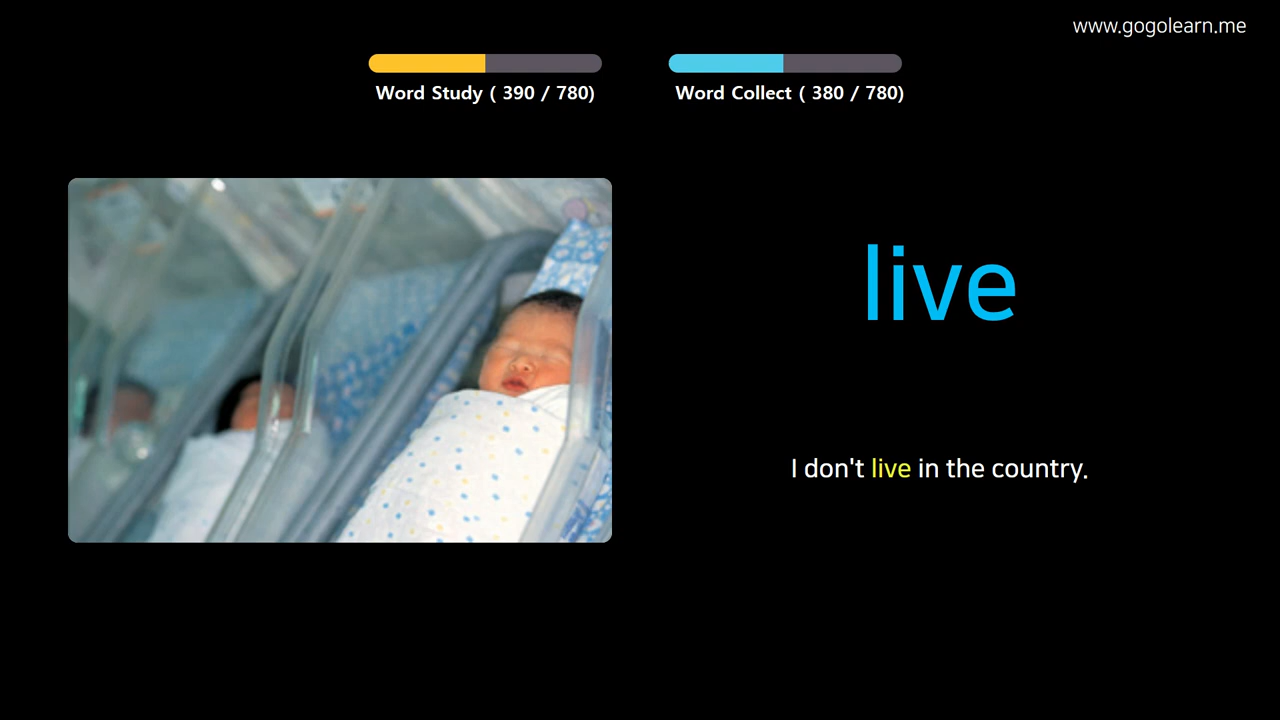 www.gogolearn.me
Word Study ( 390 / 780)
Word Collect ( 380 / 780)
live
I don't live in the country.